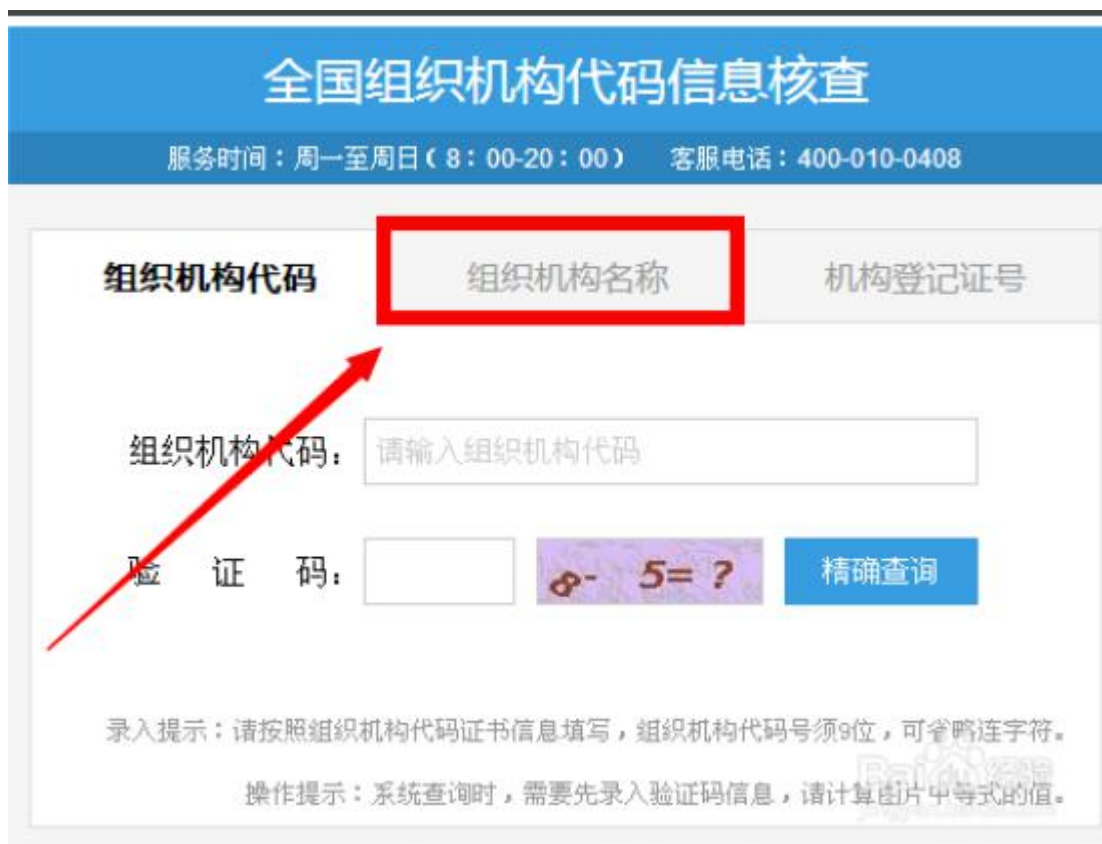 全国组织机构代码信息核查
服务时间：周一至周日（8：00-20：00） 客服电话：400-010-0408
组织机构代码 组织机构名称 机构登记证号
组织机构代码： 请输入组织机构代码
验 证 码： 8- 5= ? 精确查询
录入提示：请按照组织机构代码证书信息填写，组织机构代码号须9位，可省略连字符。
操作提示：系统查询时，需要先录入验证码信息，请计算图片中等式的值。
Baidu经验